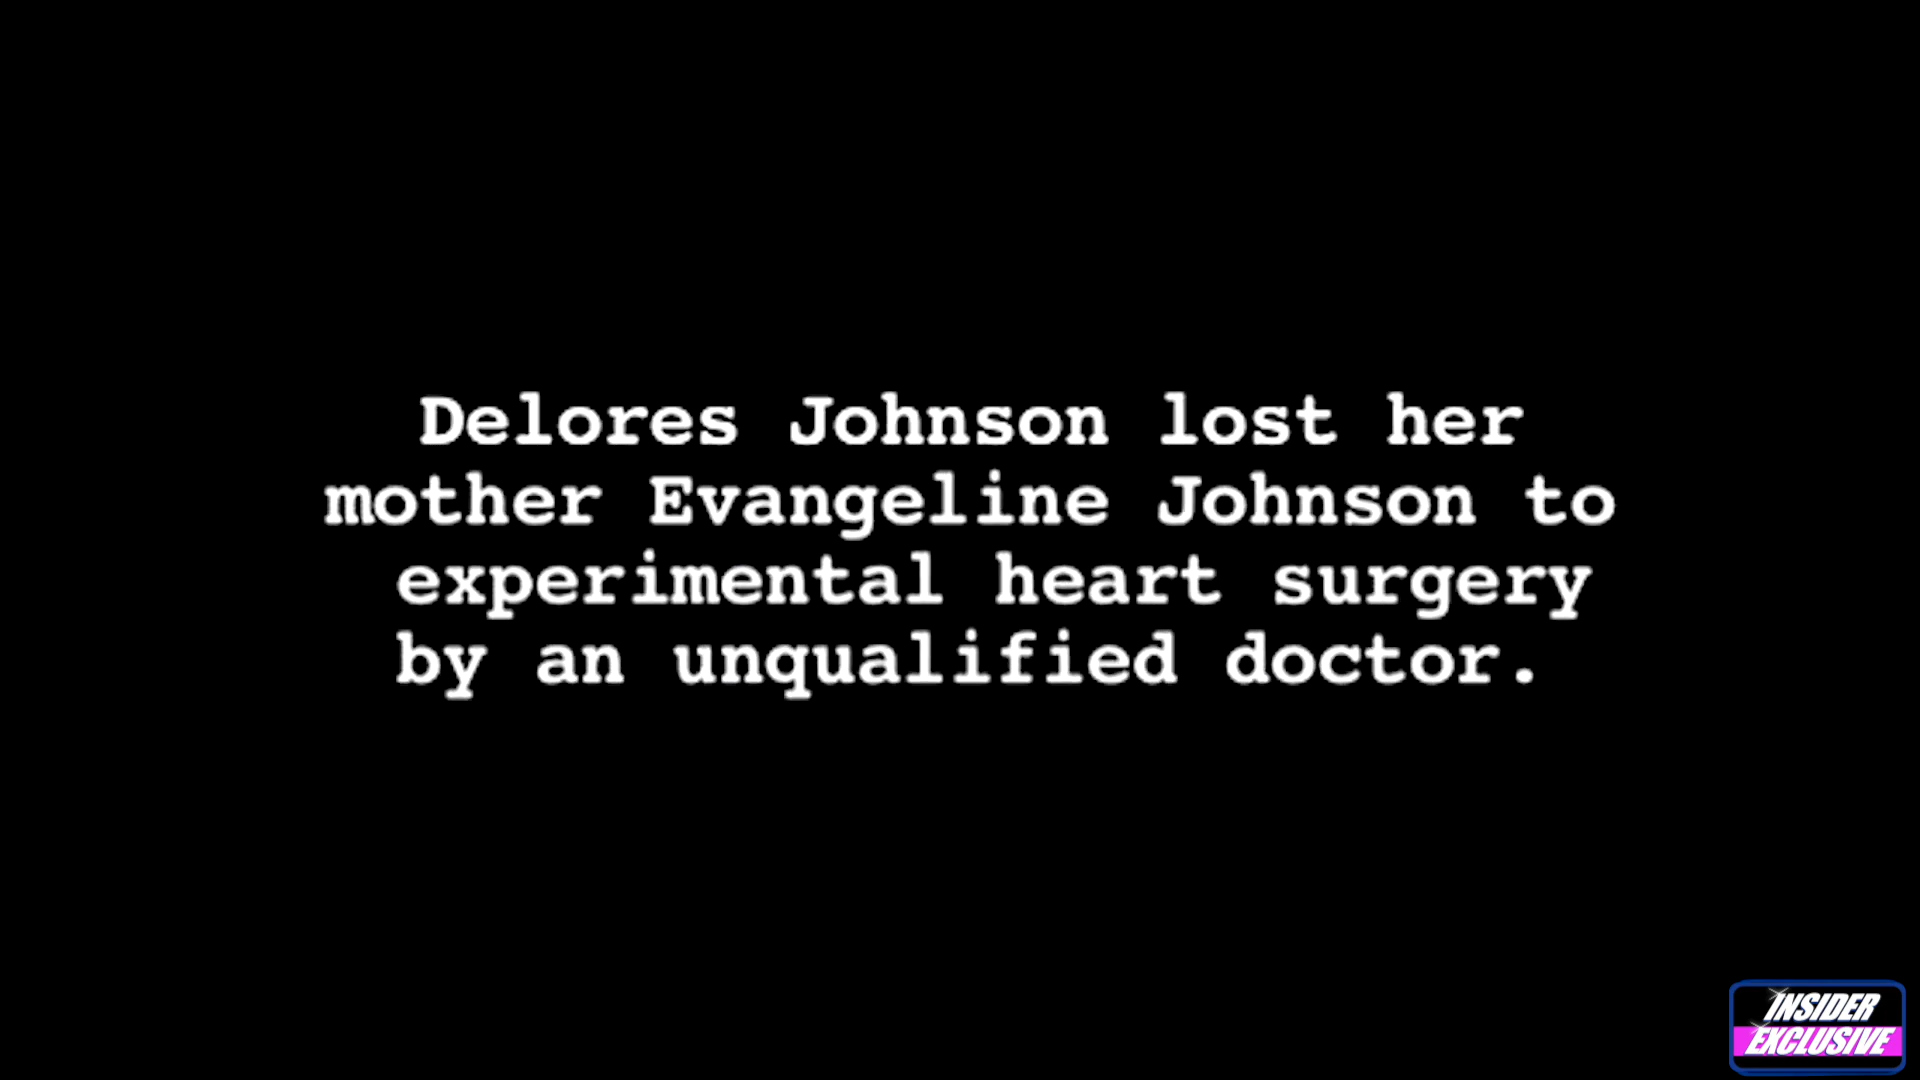 Delores Johnson lost her
mother Evangeline Johnson to
experimental heart surgery
by an unqualified doctor.
INSIDER
EXCLUSIVE